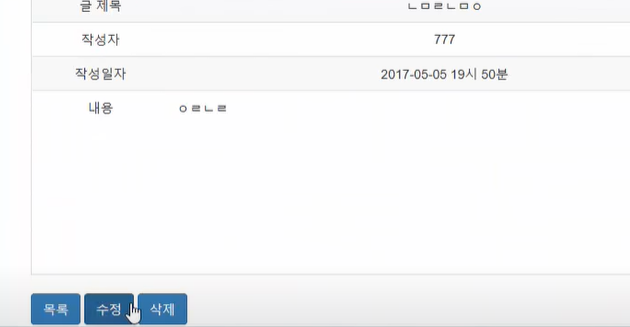 글 제목 ㄴㅁㄹㄴㅁㅇ
작성자 777
작성일자 2017-05-05 19시 50분
내용 ㅇㄹㄴㄹ
목록 수정 삭제